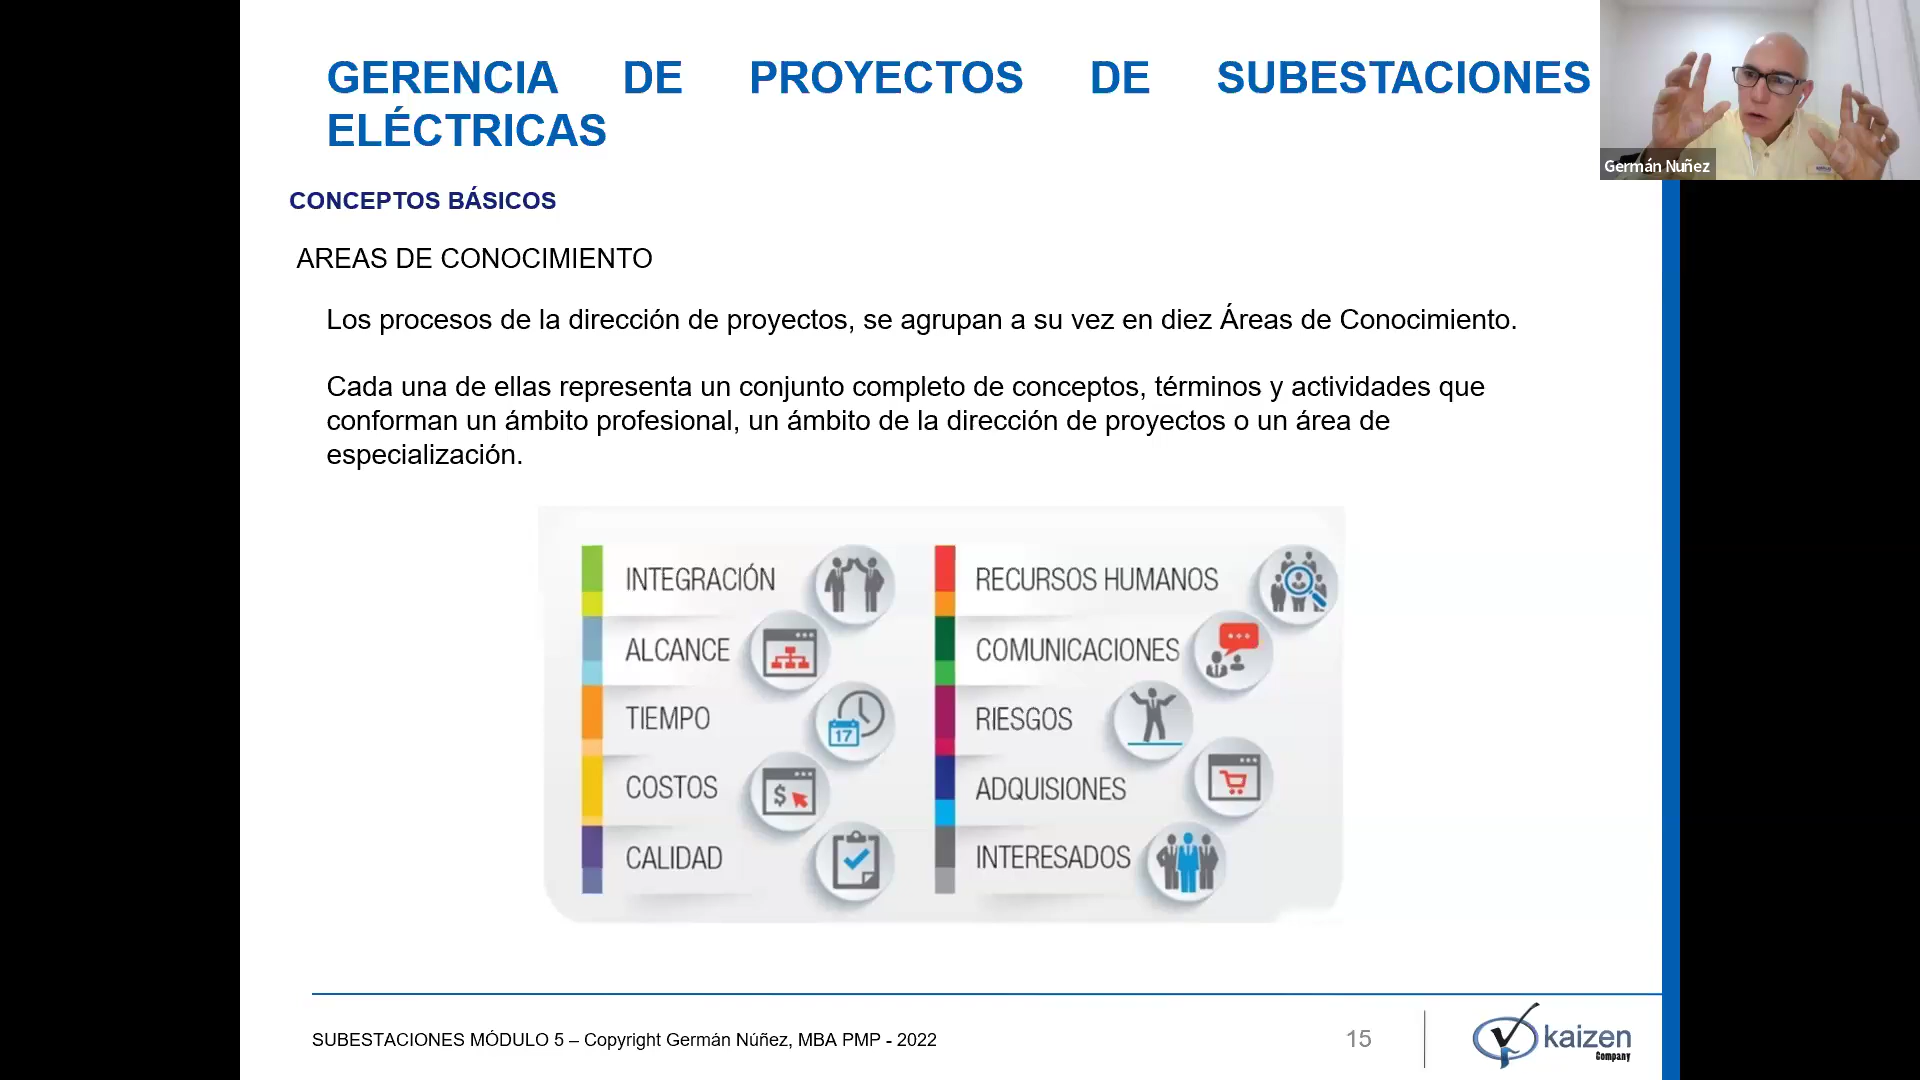 GERENCIA DE PROYECTOS DE SUBESTACIONES
ELÉCTRICAS
Germán Nuñez
CONCEPTOS BÁSICOS
AREAS DE CONOCIMIENTO
Los procesos de la dirección de proyectos, se agrupan a su vez en diez Áreas de Conocimiento.
Cada una de ellas representa un conjunto completo de conceptos, términos y actividades que
conforman un ámbito profesional, un ámbito de la dirección de proyectos o un área de
especialización.
INTEGRACIÓN
ALCANCE
TIEMPO
17
COSTOS
$
CALIDAD
RECURSOS HUMANOS
COMUNICACIONES
RIESGOS
ADQUISIONES
INTERESADOS
SUBESTACIONES MÓDULO 5 – Copyright Germán Núñez, MBA PMP - 2022
15
kaizen
Company